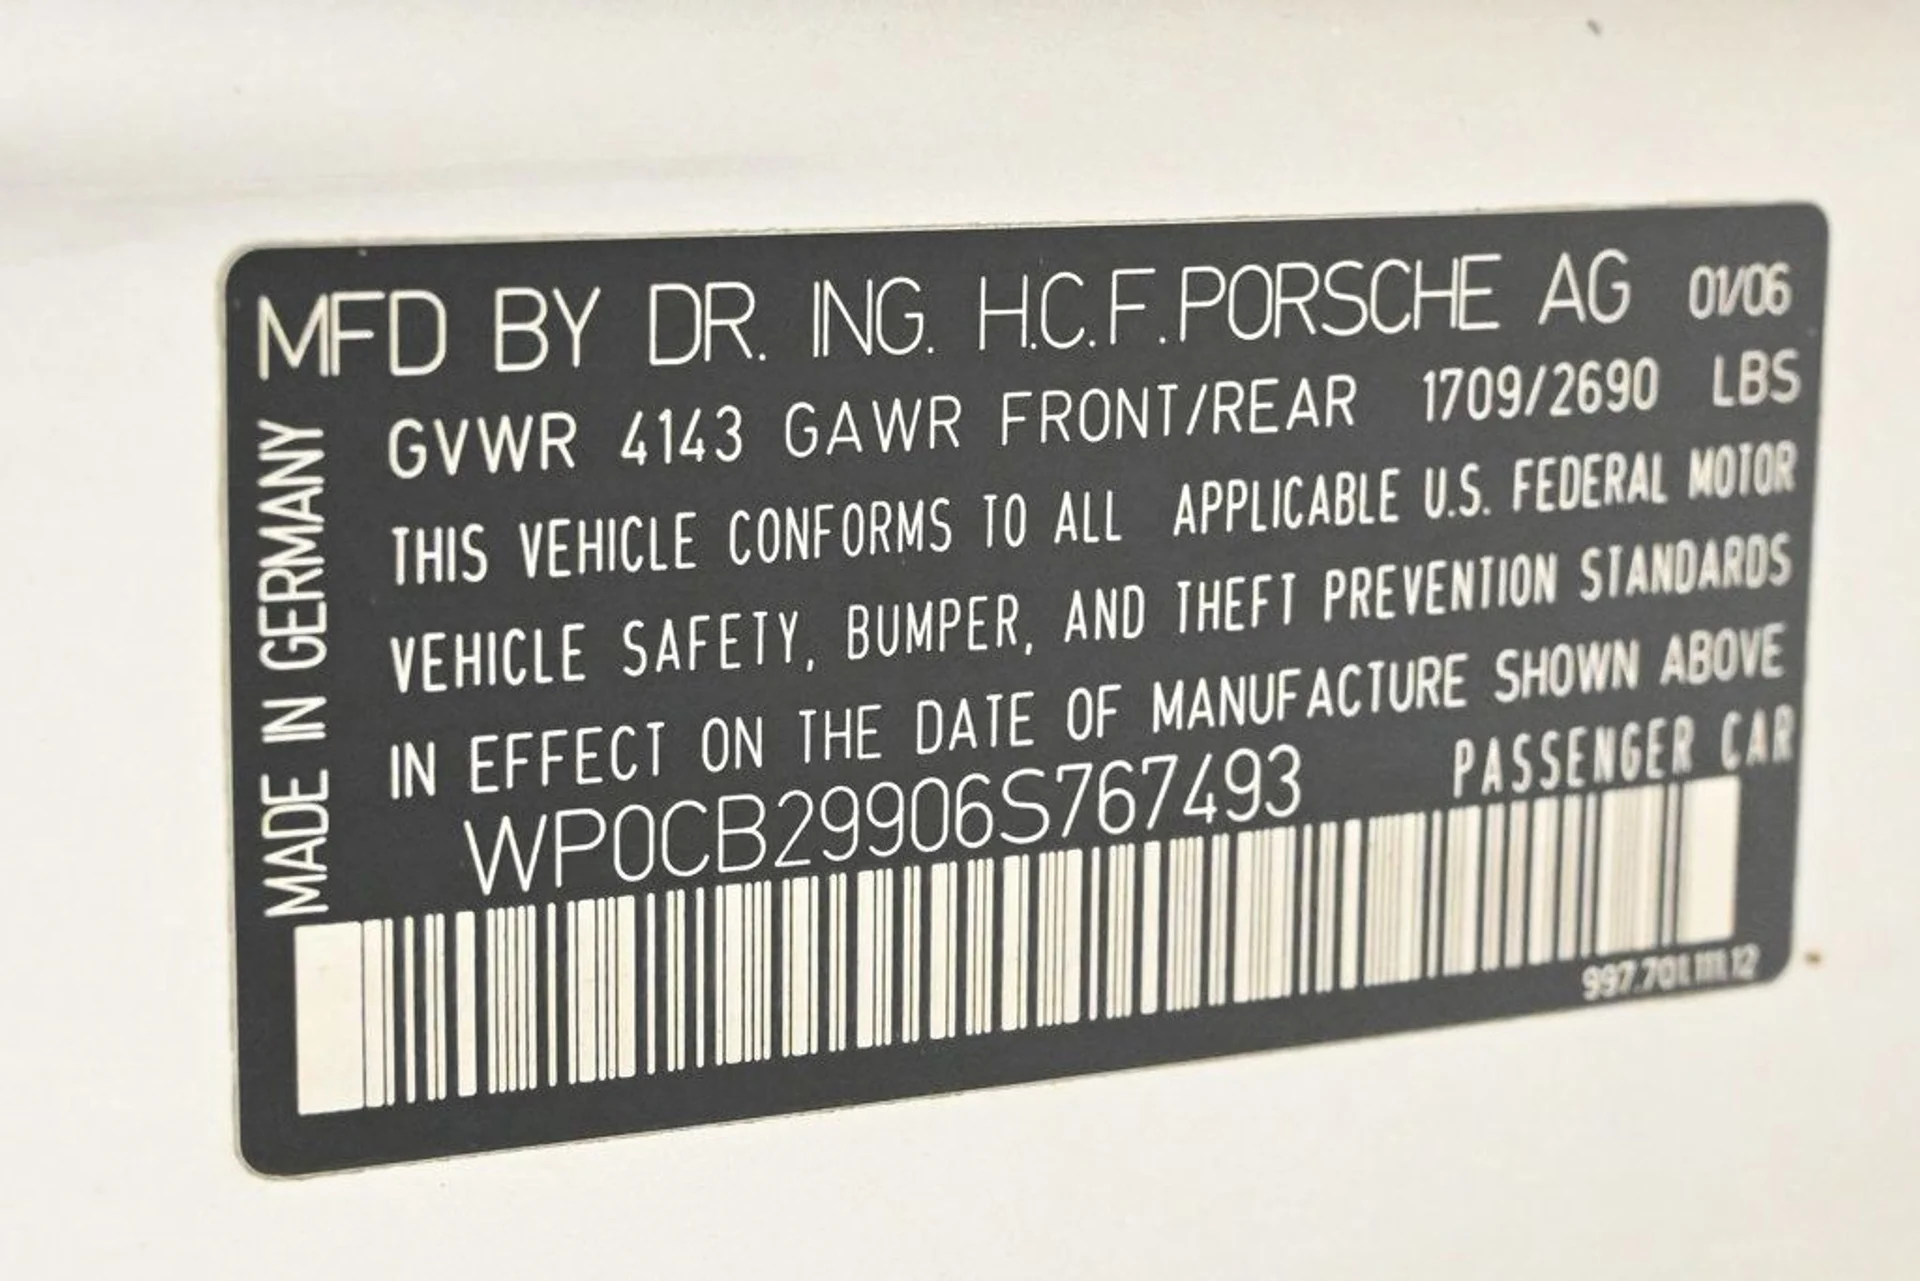 MFD BY DR. ING. H.C.F. PORSCHE AG 01/06
GVWR 4143 GAWR FRONT/REAR 1709/2690 LBS
THIS VEHICLE CONFORMS TO ALL APPLICABLE U.S. FEDERAL MOTOR
VEHICLE SAFETY, BUMPER, AND THEFT PREVENTION STANDARDS
IN EFFECT ON THE DATE OF MANUFACTURE SHOWN ABOVE
WP0CB29906S767493 PASSENGER CAR
997.701.111.12
MADE IN GERMANY